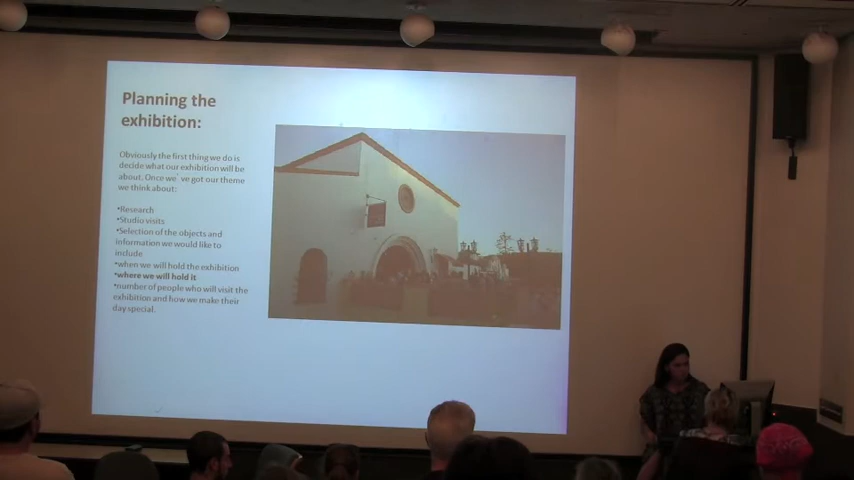 Planning the
exhibition:
Obviously the first thing we do is
decide what our exhibition will be
about. Once we`ve got our theme
we think about:
•Research
•Studio visits
•Selection of the objects and
information we would like to
include
•when we will hold the exhibition
•where we will hold it
•number of people who will visit the
exhibition and how we make their
day special.